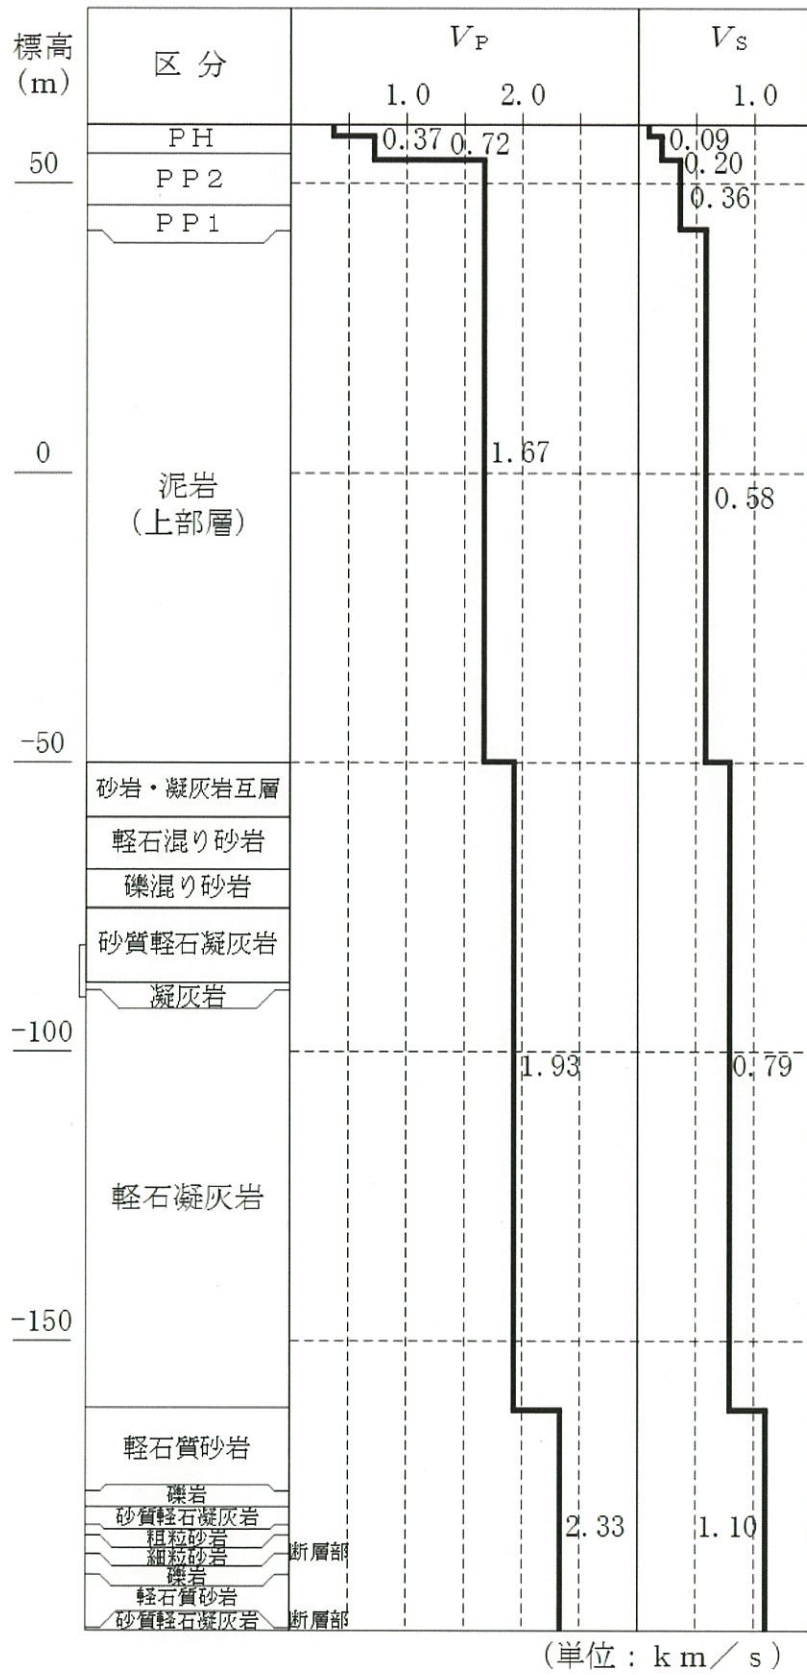 標高
(m)
区 分
VP
VS
1.0
2.0
1.0
PH
0.37
0.72
0.09
0.20
50
PP2
0.36
PP1
0
1.67
泥岩
(上部層)
0.58
-50
砂岩・凝灰岩互層
軽石混り砂岩
礫混り砂岩
砂質軽石凝灰岩
凝灰岩
-100
1.93
0.79
軽石凝灰岩
-150
軽石質砂岩
礫岩
砂質軽石凝灰岩
粗粒砂岩
2.33
1.10
細粒砂岩
断層部
礫岩
軽石質砂岩
砂質軽石凝灰岩
断層部
(単位：km／s)